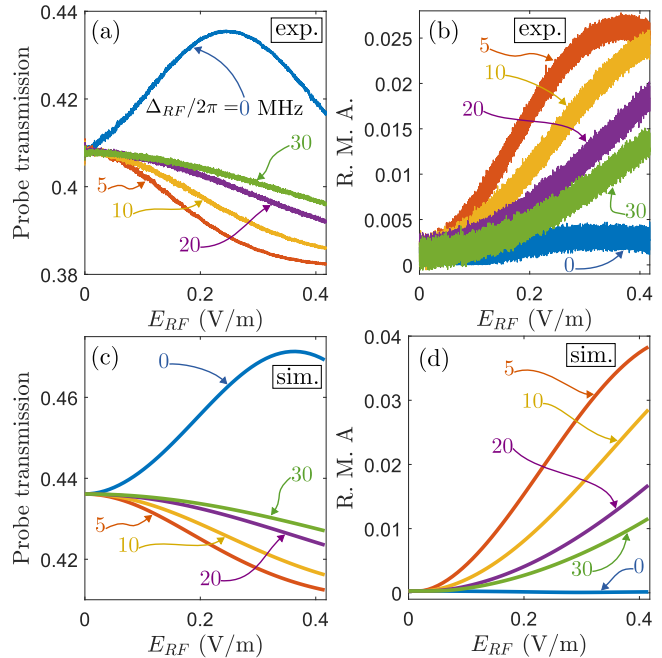 (a)
exp.
Probe transmission
0.44
0.42
0.4
0.38
Δ_RF/2π = 0 MHz
30
5
10
20
0
0.2
0.4
E_RF (V/m)
(b)
exp.
R. M. A.
0.025
0.02
0.015
0.01
0.005
0
5
10
20
30
0
0
0.2
0.4
E_RF (V/m)
(c)
sim.
Probe transmission
0.46
0.44
0.42
0
30
5
10
20
0
0.2
0.4
E_RF (V/m)
(d)
sim.
R. M. A
0.04
0.03
0.02
0.01
0
5
10
20
30
0
0
0.2
0.4
E_RF (V/m)